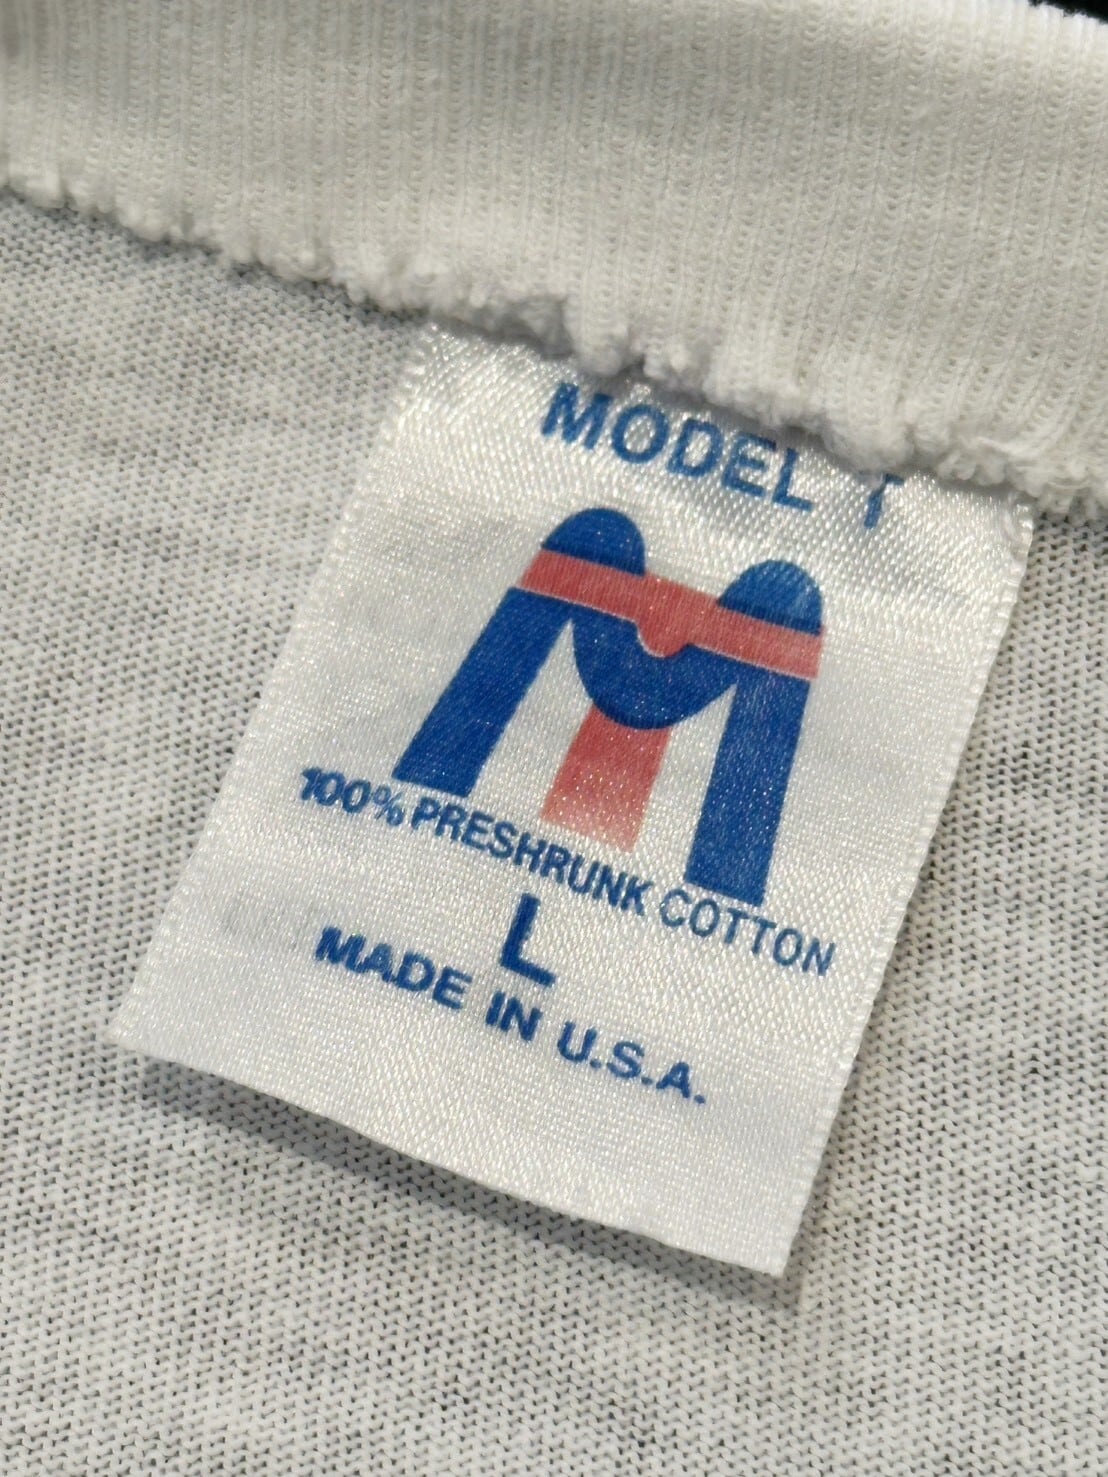 MODEL T
100% PRESHRUNK COTTON
L
MADE IN U.S.A.